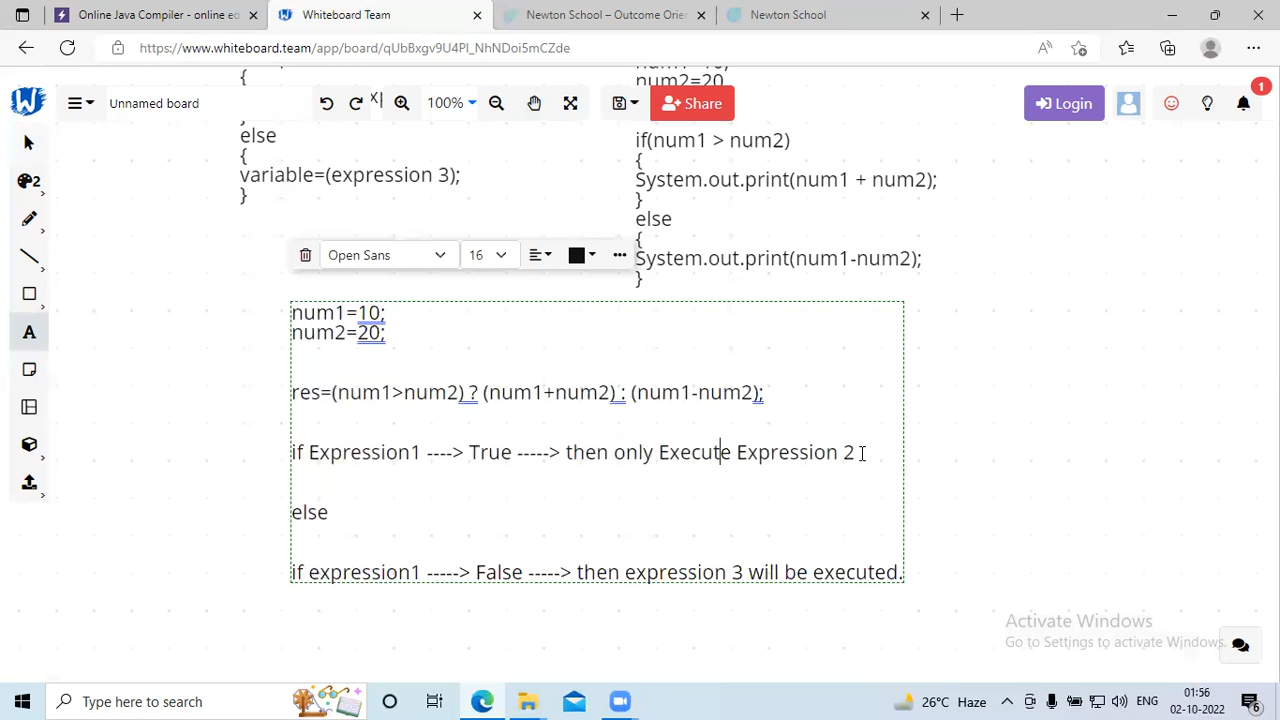 Online Java Compiler - online ed
Whiteboard Team
Newton School – Outcome Orien
Newton School
https://www.whiteboard.team/app/board/qUbBxgv9U4Pl_NhNDoi5mCZde
Unnamed board
100%
Share
Login
1
2
{
else
{
variable=(expression 3);
}
num2=20
if(num1 > num2)
{
System.out.print(num1 + num2);
}
else
{
System.out.print(num1-num2);
}
Open Sans
16
A
num1=10;
num2=20;
res=(num1>num2) ? (num1+num2) : (num1-num2);
if Expression1 ----> True -----> then only Execute Expression 2
else
if expression1 -----> False -----> then expression 3 will be executed.
Activate Windows
Go to Settings to activate Windows.
Type here to search
26°C Haze
ENG
01:56
02-10-2022
6